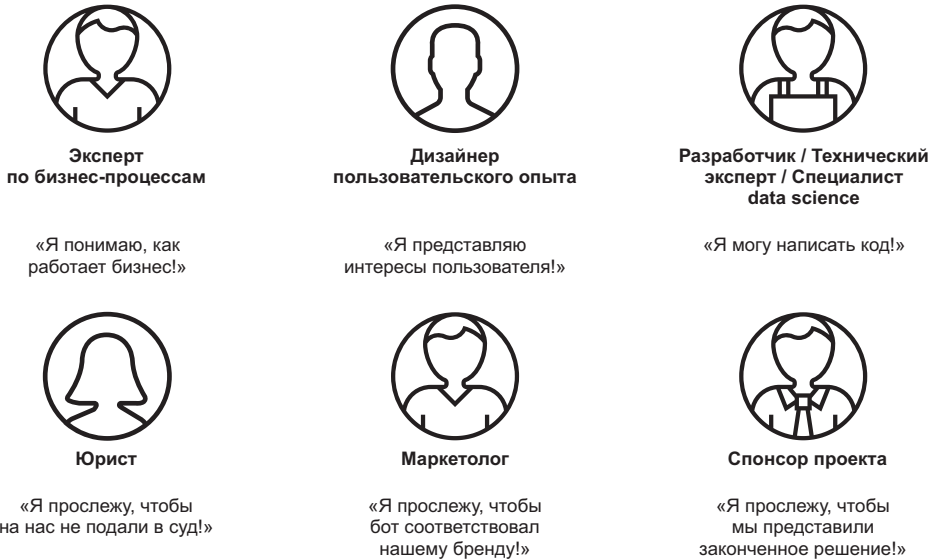 Эксперт
по бизнес-процессам
«Я понимаю, как
работает бизнес!»
Дизайнер
пользовательского опыта
«Я представляю
интересы пользователя!»
Разработчик / Технический
эксперт / Специалист
data science
«Я могу написать код!»
Юрист
«Я прослежу, чтобы
на нас не подали в суд!»
Маркетолог
«Я прослежу, чтобы
бот соответствовал
нашему бренду!»
Спонсор проекта
«Я прослежу, чтобы
мы представили
законченное решение!»